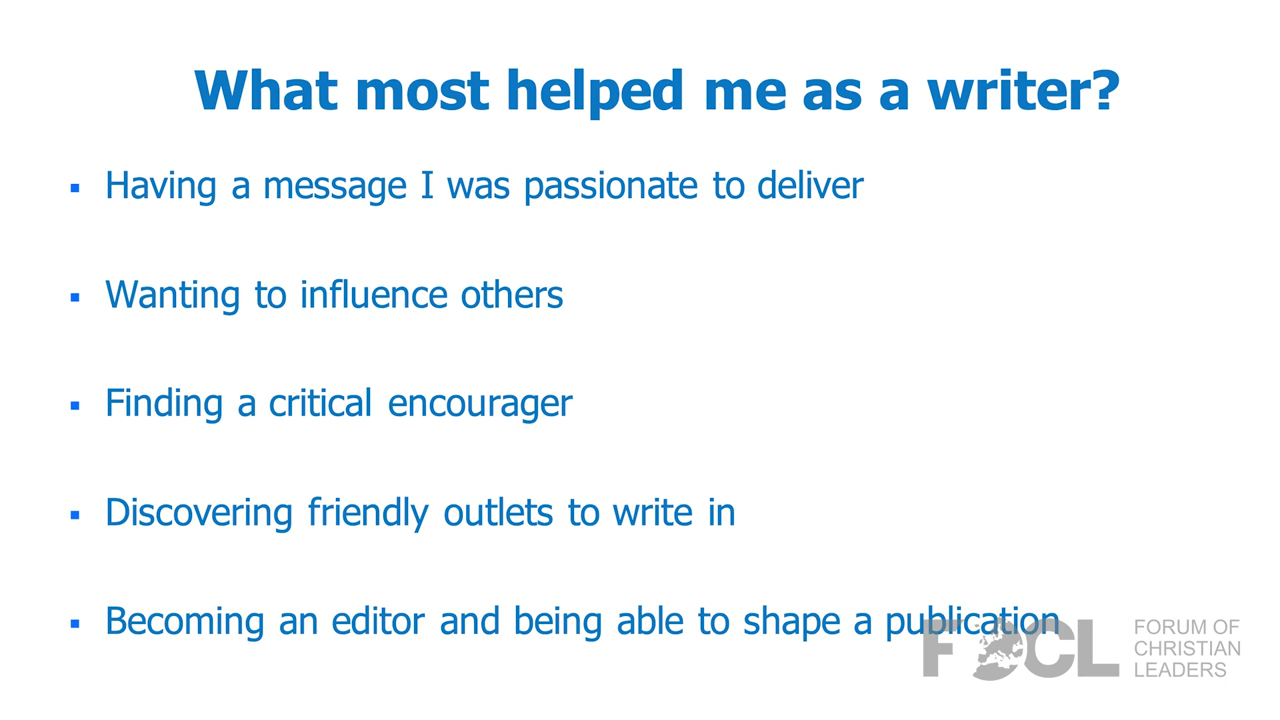 What most helped me as a writer?
▪ Having a message I was passionate to deliver
▪ Wanting to influence others
▪ Finding a critical encourager
▪ Discovering friendly outlets to write in
▪ Becoming an editor and being able to shape a publication
FOCL
FORUM OF
CHRISTIAN
LEADERS